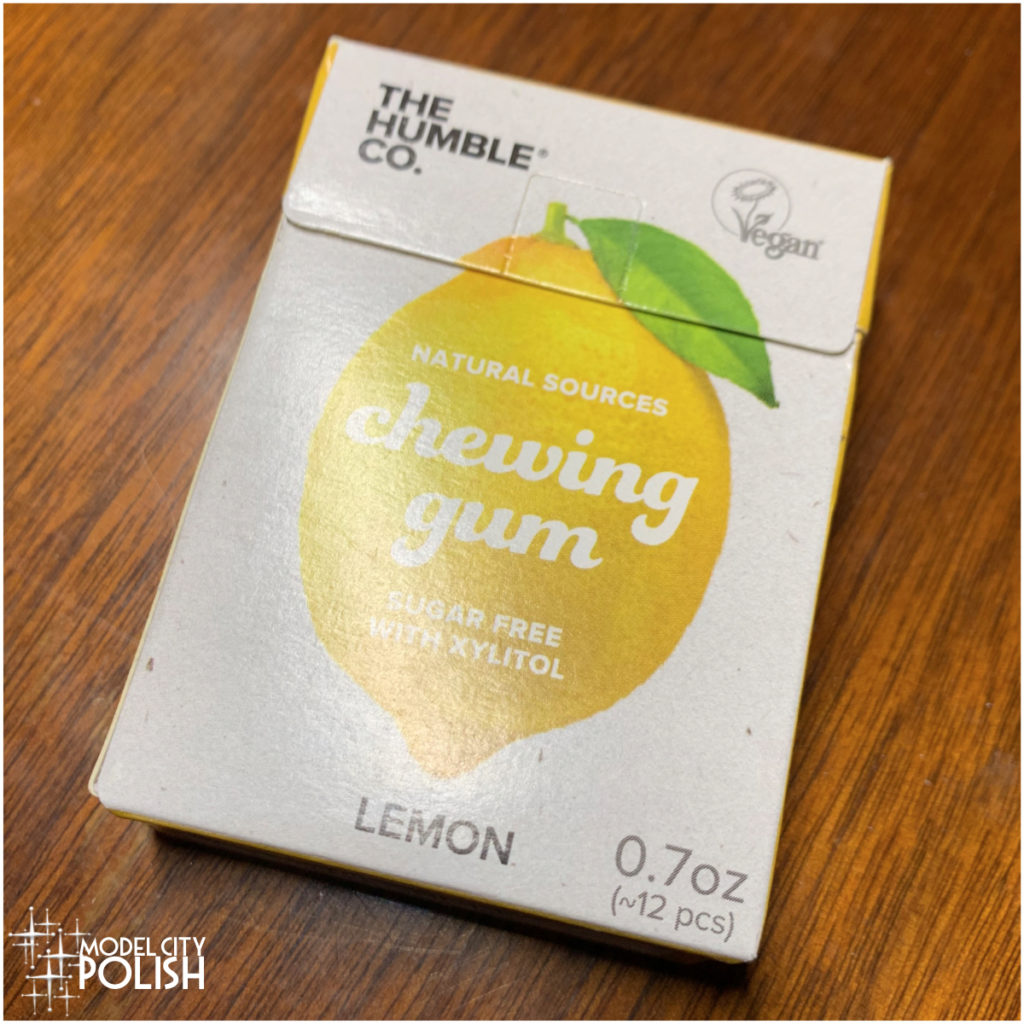 THE
HUMBLE®
CO.
Vegan
NATURAL SOURCES
chewing
gum
SUGAR FREE
WITH XYLITOL
LEMON
0.7oz
(~12 pcs)
MODEL CITY
POLISH